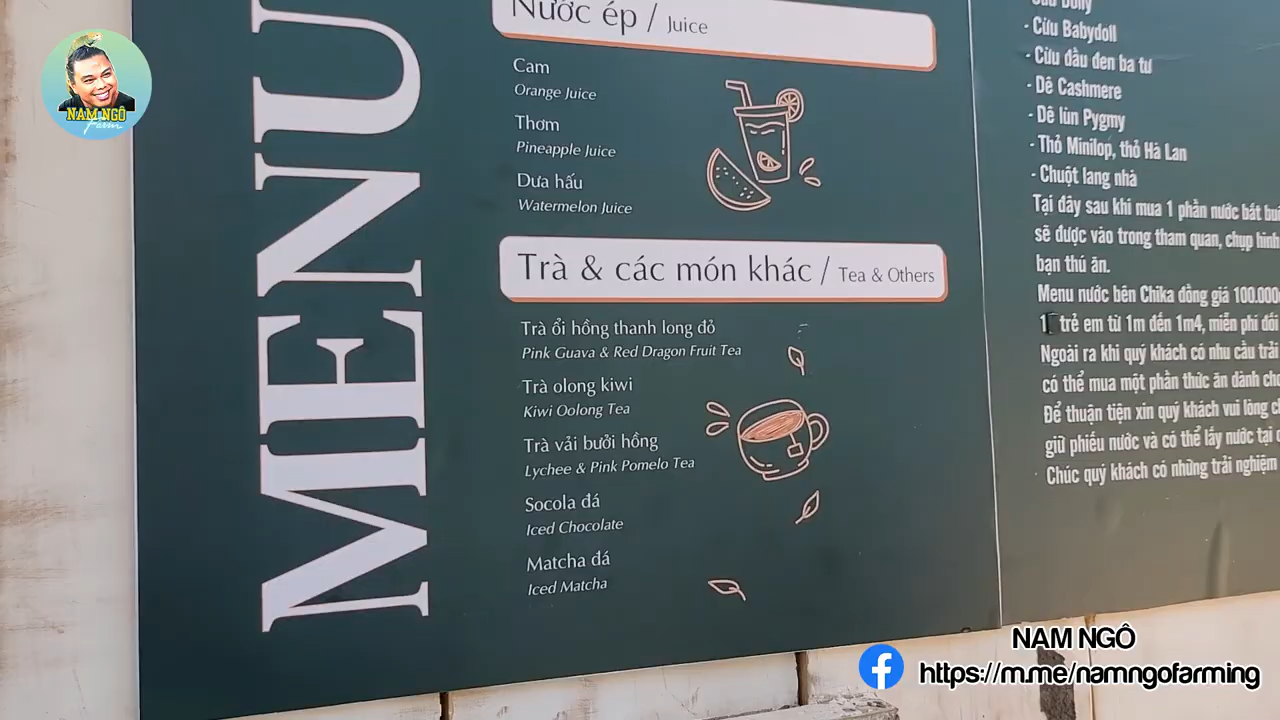 NAM NGÔ
Farm
MENU
Nước ép / Juice
Cam
Orange Juice
Thơm
Pineapple Juice
Dưa hấu
Watermelon Juice
Trà & các món khác / Tea & Others
Trà ổi hồng thanh long đỏ
Pink Guava & Red Dragon Fruit Tea
Trà olong kiwi
Kiwi Oolong Tea
Trà vải bưởi hồng
Lychee & Pink Pomelo Tea
Socola đá
Iced Chocolate
Matcha đá
Iced Matcha
- Cừu Babydoll
- Cừu đầu đen ba tư
- Dê Cashmere
- Dê lùn Pygmy
- Thỏ Minilop, thỏ Hà Lan
- Chuột lang nhà
Tại đây sau khi mua 1 phần nước bắt
sẽ được vào trong tham quan, chụp hình
bạn thú ăn.
Menu nước bên Chika đồng giá 100.000
trẻ em từ 1m đến 1m4, miễn phí đối
Ngoài ra khi quý khách có nhu cầu trải
có thể mua một phần thức ăn dành
Để thuận tiện xin quý khách vui lòng
giữ phiếu nước và có thể lấy nước tại
Chúc quý khách có những trải nghiệm
NAM NGÔ
https://m.me/namngofarming